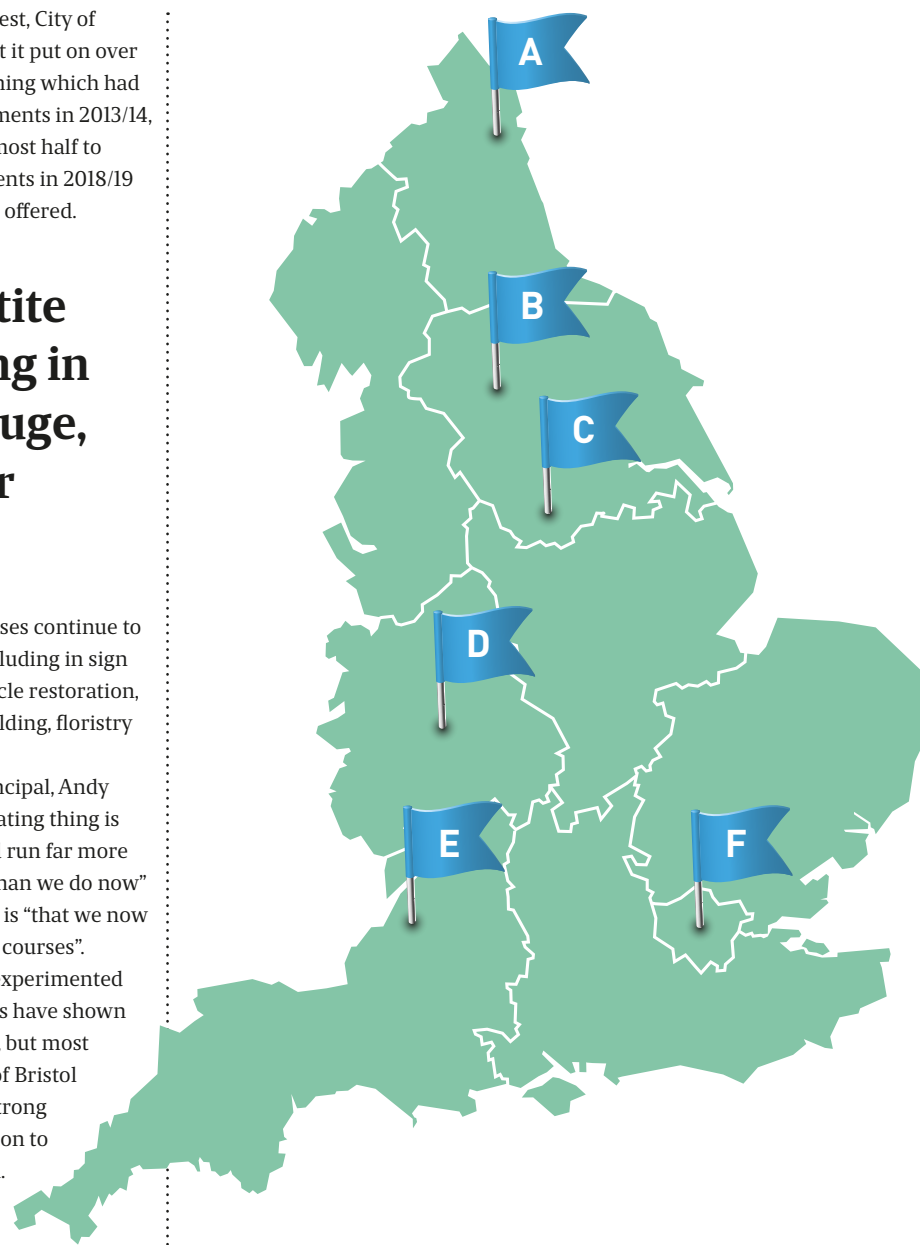 est, City of
t it put on over
ning which had
ments in 2013/14,
nost half to
ents in 2018/19
offered.
tite
ng in
uge,
r
ses continue to
luding in sign
cle restoration,
lding, floristry
ncipal, Andy
ating thing is
l run far more
han we do now”
is “that we now
courses”.
experimented
s have shown
, but most
of Bristol
trong
on to
.
A
B
C
D
E
F